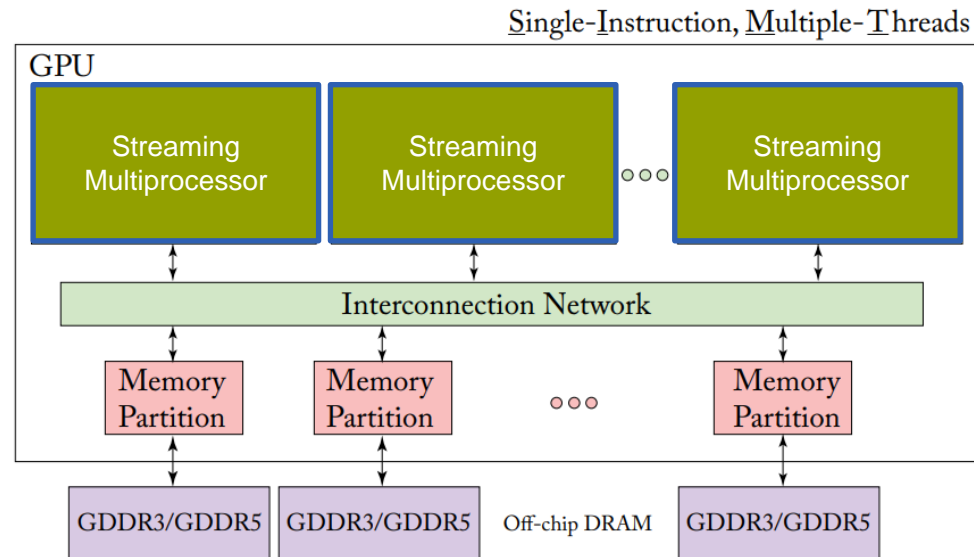 Single-Instruction, Multiple-Threads
GPU
Streaming
Multiprocessor
Streaming
Multiprocessor
Streaming
Multiprocessor
Interconnection Network
Memory
Partition
Memory
Partition
Memory
Partition
GDDR3/GDDR5
GDDR3/GDDR5
Off-chip DRAM
GDDR3/GDDR5